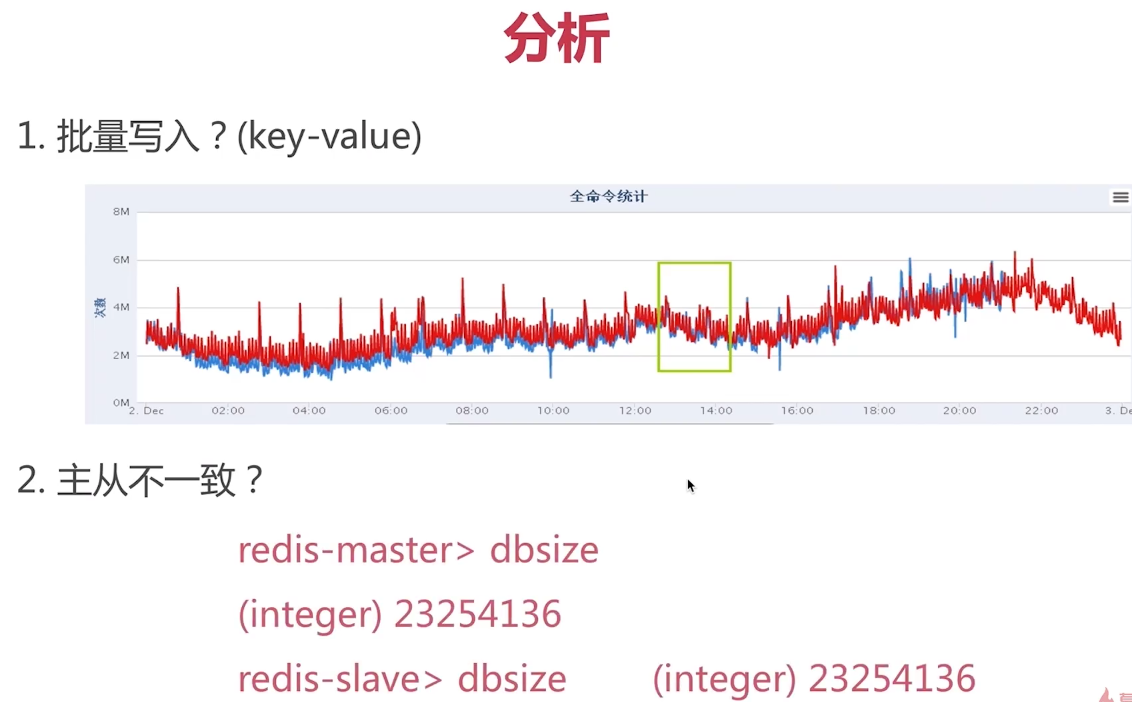 分析
1. 批量写入？(key-value)
全命令统计
8M
6M
4M
2M
0M
次数
2. Dec 02:00 04:00 06:00 08:00 10:00 12:00 14:00 16:00 18:00 20:00 22:00 3. De
2. 主从不一致？
redis-master> dbsize
(integer) 23254136
redis-slave> dbsize (integer) 23254136